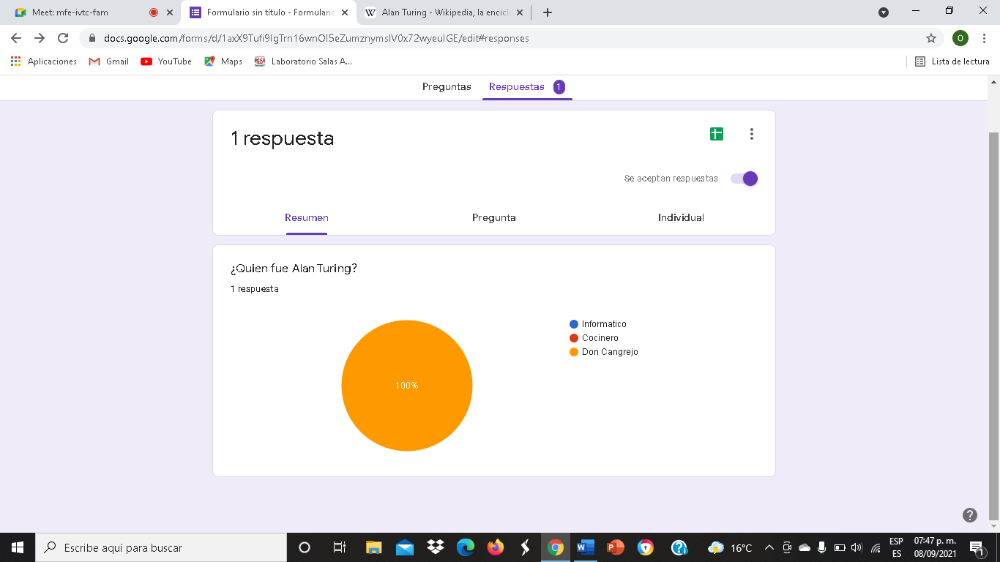 Meet: mfe-ivtc-fam
Formulario sin título - Formulario
Alan Turing - Wikipedia, la encicl
docs.google.com/forms/d/1axX9Tufi9IgTrn16wnOl5eZumznymslV0x72wyeulGE/edit#responses
O
Aplicaciones
Gmail
YouTube
Maps
Laboratorio Salas A...
Lista de lectura
Preguntas
Respuestas 1
1 respuesta
Se aceptan respuestas
Resumen
Pregunta
Individual
¿Quien fue Alan Turing?
1 respuesta
100%
Informatico
Cocinero
Don Cangrejo
Escribe aquí para buscar
16°C
ESP
ES
07:47 p. m.
08/09/2021
1